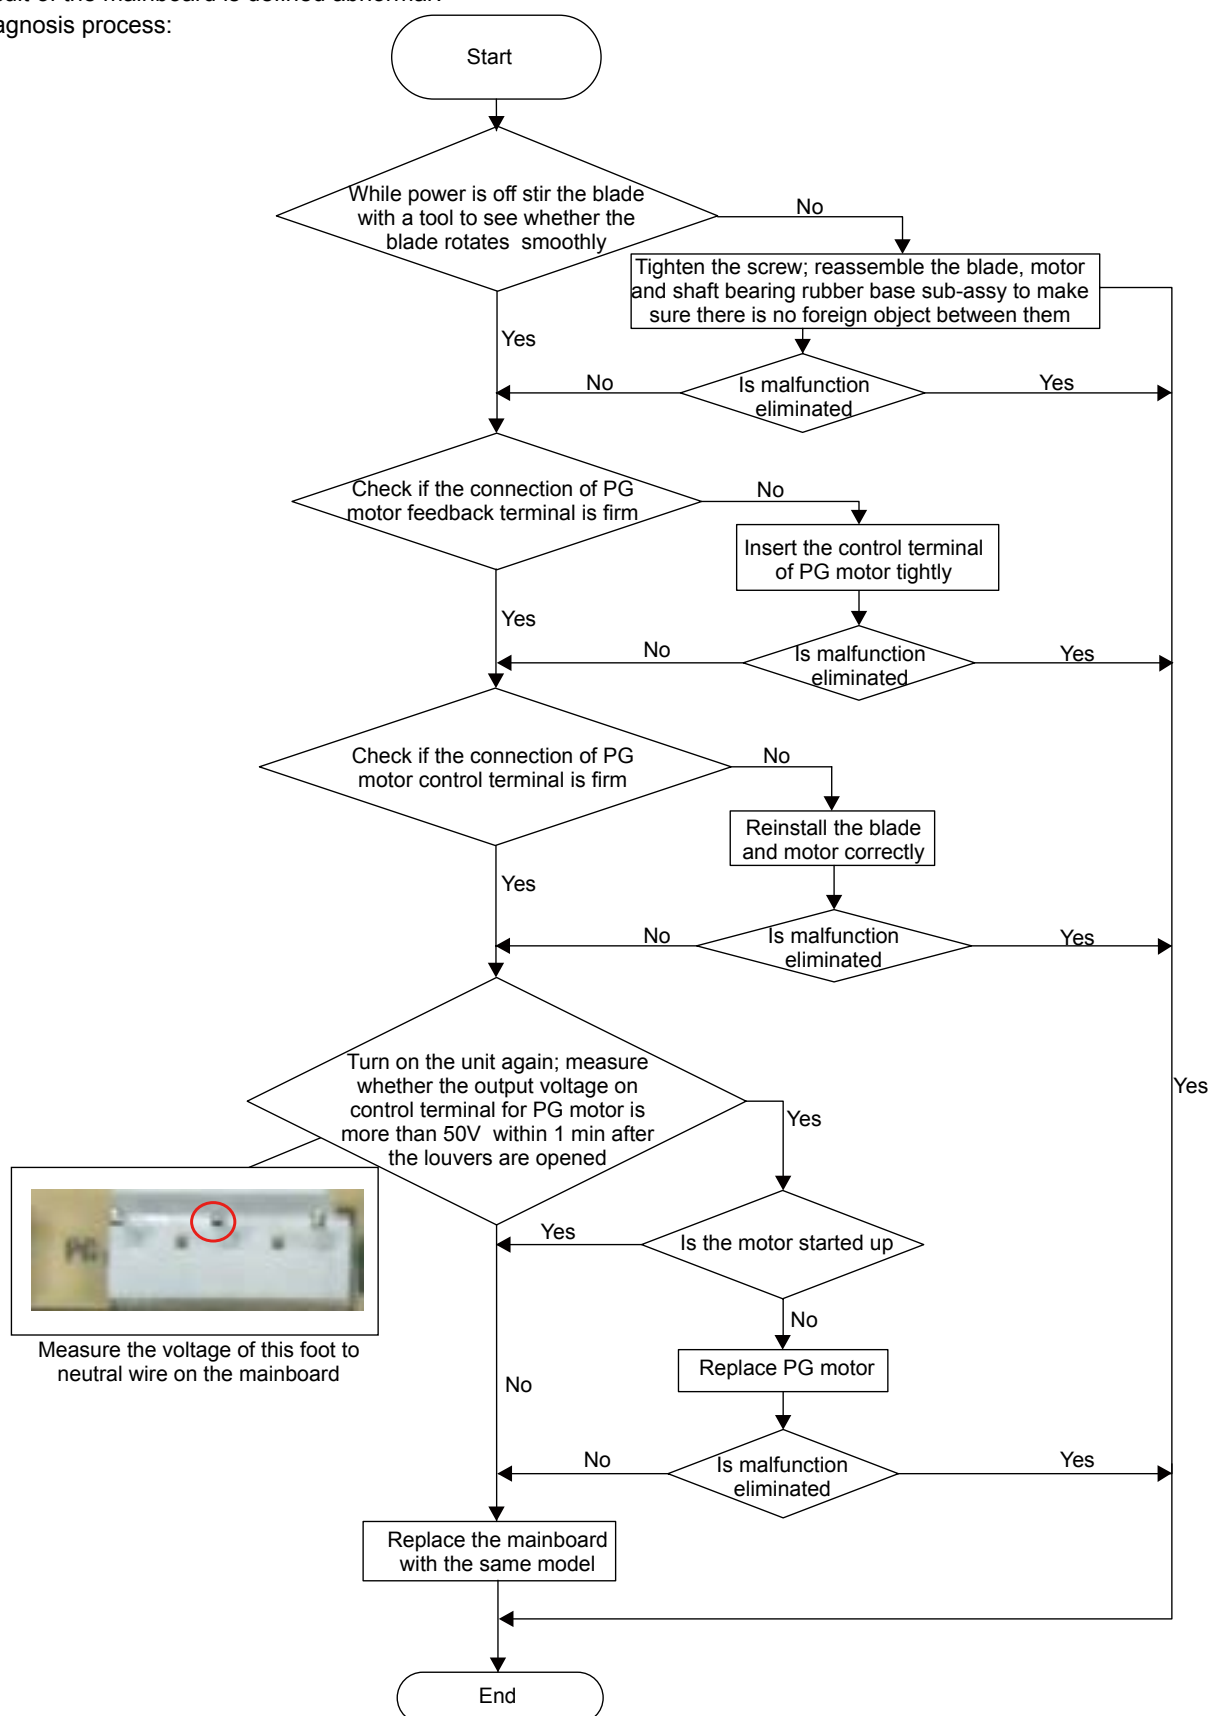 agnosis process:
Start
While power is off stir the blade
with a tool to see whether the
blade rotates smoothly
No
Tighten the screw; reassemble the blade, motor
and shaft bearing rubber base sub-assy to make
sure there is no foreign object between them
Yes
No
Is malfunction
eliminated
Yes
Check if the connection of PG
motor feedback terminal is firm
No
Insert the control terminal
of PG motor tightly
Yes
No
Is malfunction
eliminated
Yes
Check if the connection of PG
motor control terminal is firm
No
Reinstall the blade
and motor correctly
Yes
No
Is malfunction
eliminated
Yes
Turn on the unit again; measure
whether the output voltage on
control terminal for PG motor is
more than 50V within 1 min after
the louvers are opened
Yes
Yes
PG
Yes
Is the motor started up
No
Measure the voltage of this foot to
neutral wire on the mainboard
Replace PG motor
No
No
Is malfunction
eliminated
Yes
Replace the mainboard
with the same model
End